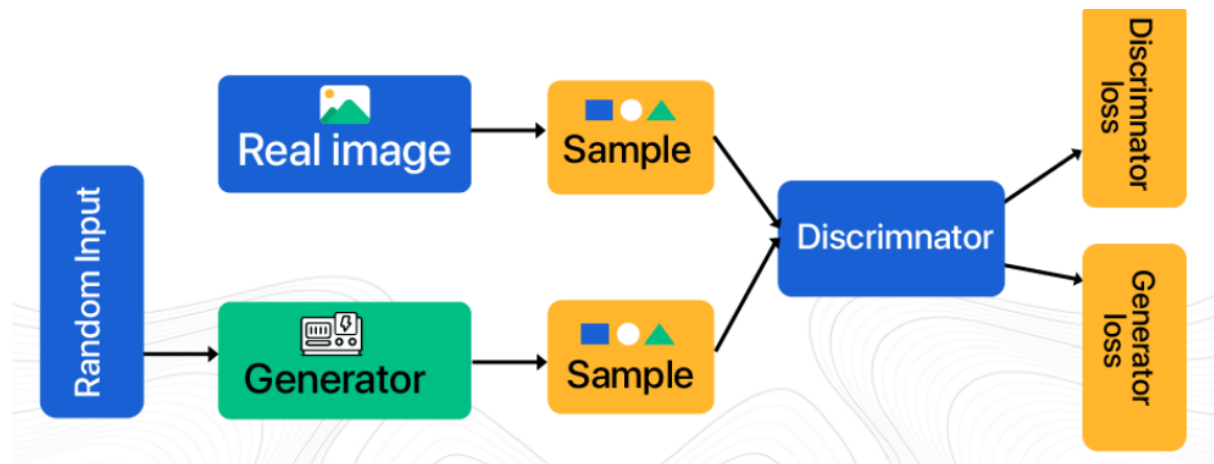 Random Input
Real image
Sample
Generator
Sample
Discrimnator
Discrimnator
loss
Generator
loss